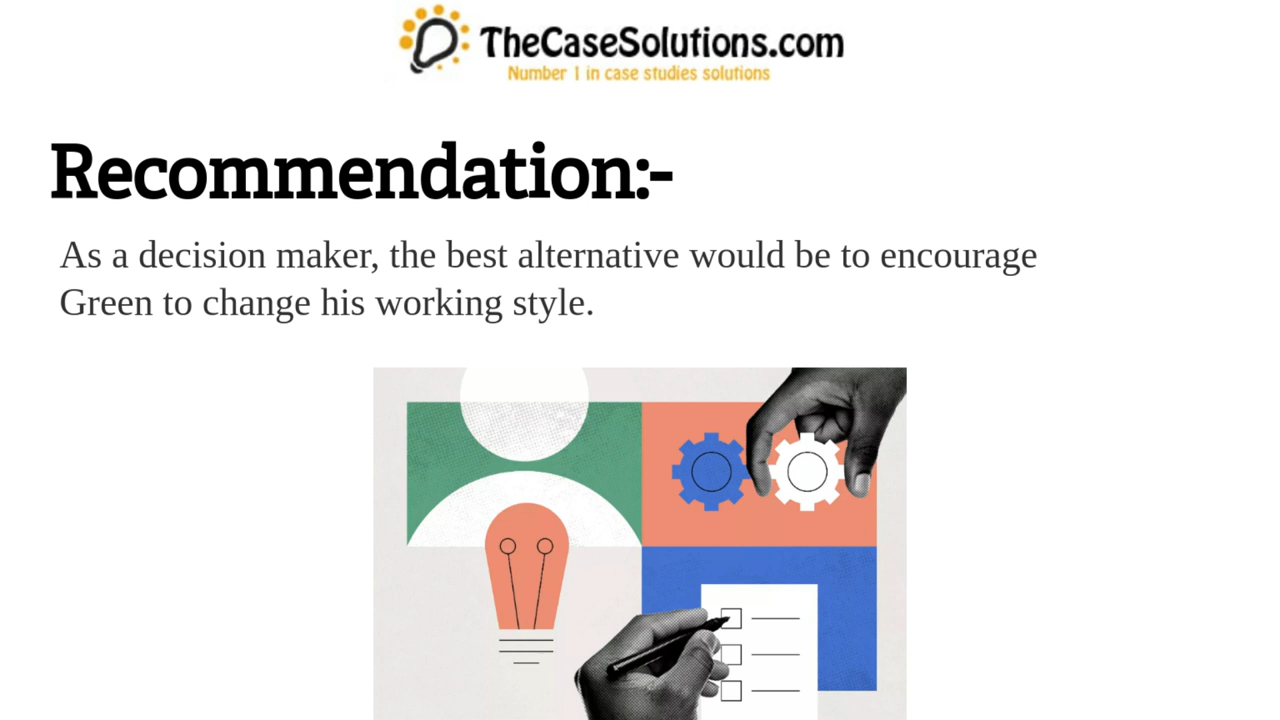 TheCaseSolutions.com
Number 1 in case studies solutions
Recommendation:-
As a decision maker, the best alternative would be to encourage
Green to change his working style.